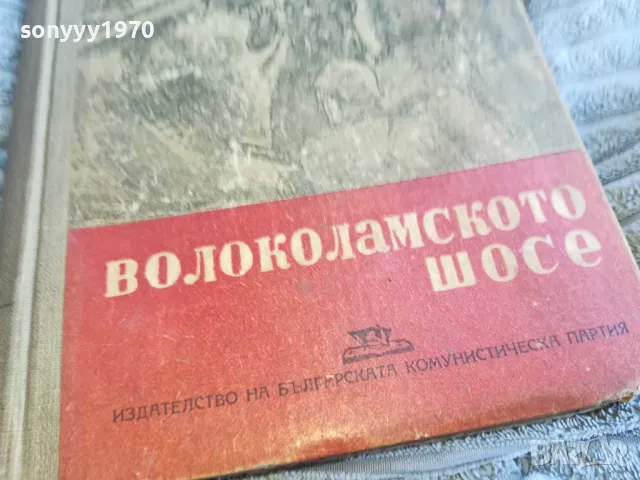 sonyyy1970
ВОЛОКОЛАМСКОТО
ШОСЕ
ИЗДАТЕЛСТВО НА БЪЛГАРСКАТА КОМУНИСТИЧЕСКА ПАРТИЯ